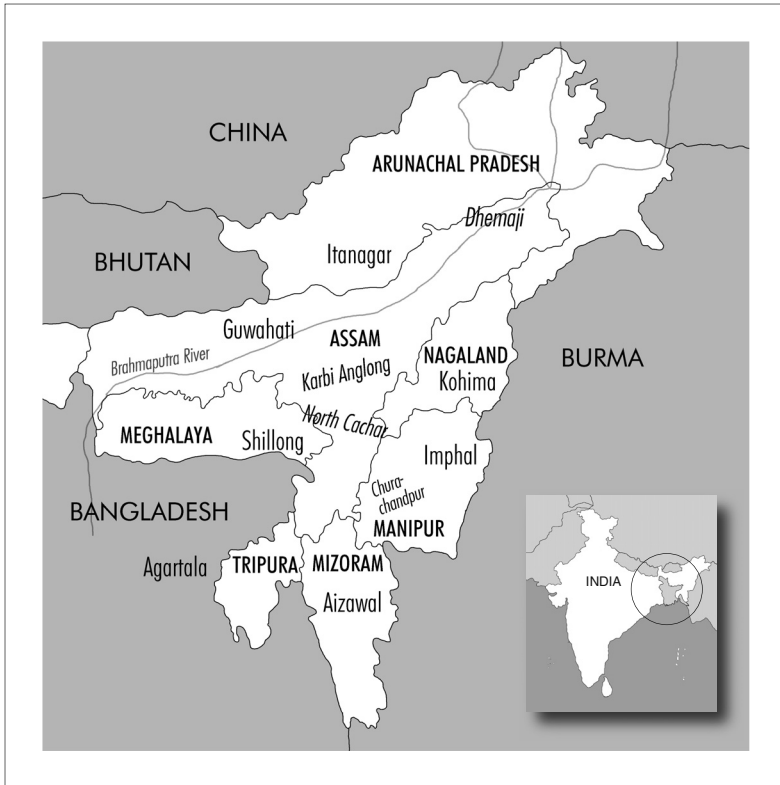 CHINA
ARUNACHAL PRADESH
Dhemaji
Itanagar
BHUTAN
Guwahati
ASSAM
Brahmaputra River
Karbi Anglong
NAGALAND
Kohima
BURMA
North Cachar
MEGHALAYA
Shillong
Imphal
Chura-
chandpur
BANGLADESH
MANIPUR
Agartala
TRIPURA
MIZORAM
Aizawal
INDIA